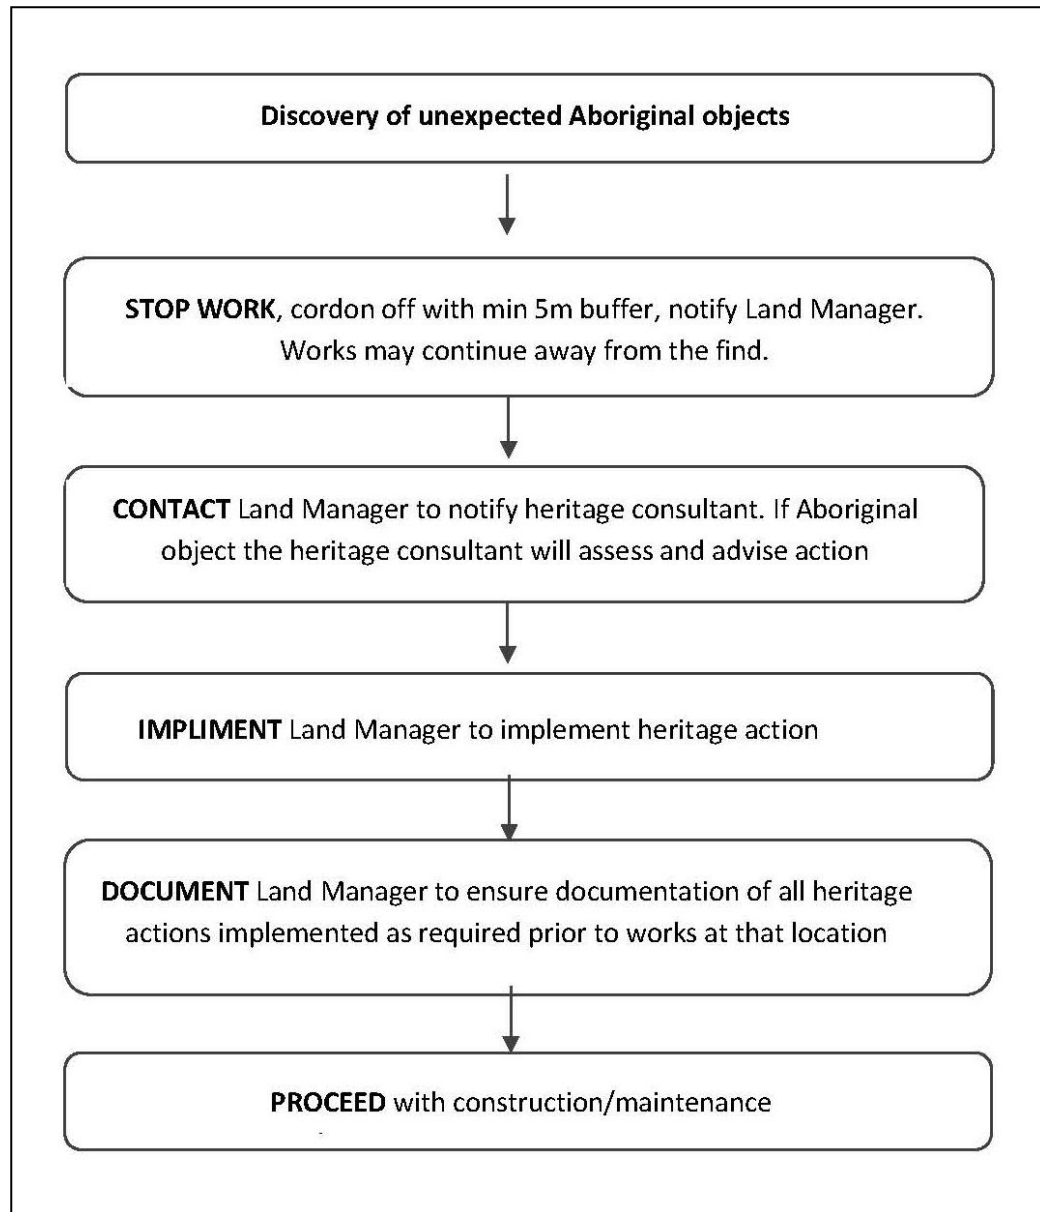 Discovery of unexpected Aboriginal objects
STOP WORK, cordon off with min 5m buffer, notify Land Manager.
Works may continue away from the find.
CONTACT Land Manager to notify heritage consultant. If Aboriginal
object the heritage consultant will assess and advise action
IMPLIMENT Land Manager to implement heritage action
DOCUMENT Land Manager to ensure documentation of all heritage
actions implemented as required prior to works at that location
PROCEED with construction/maintenance